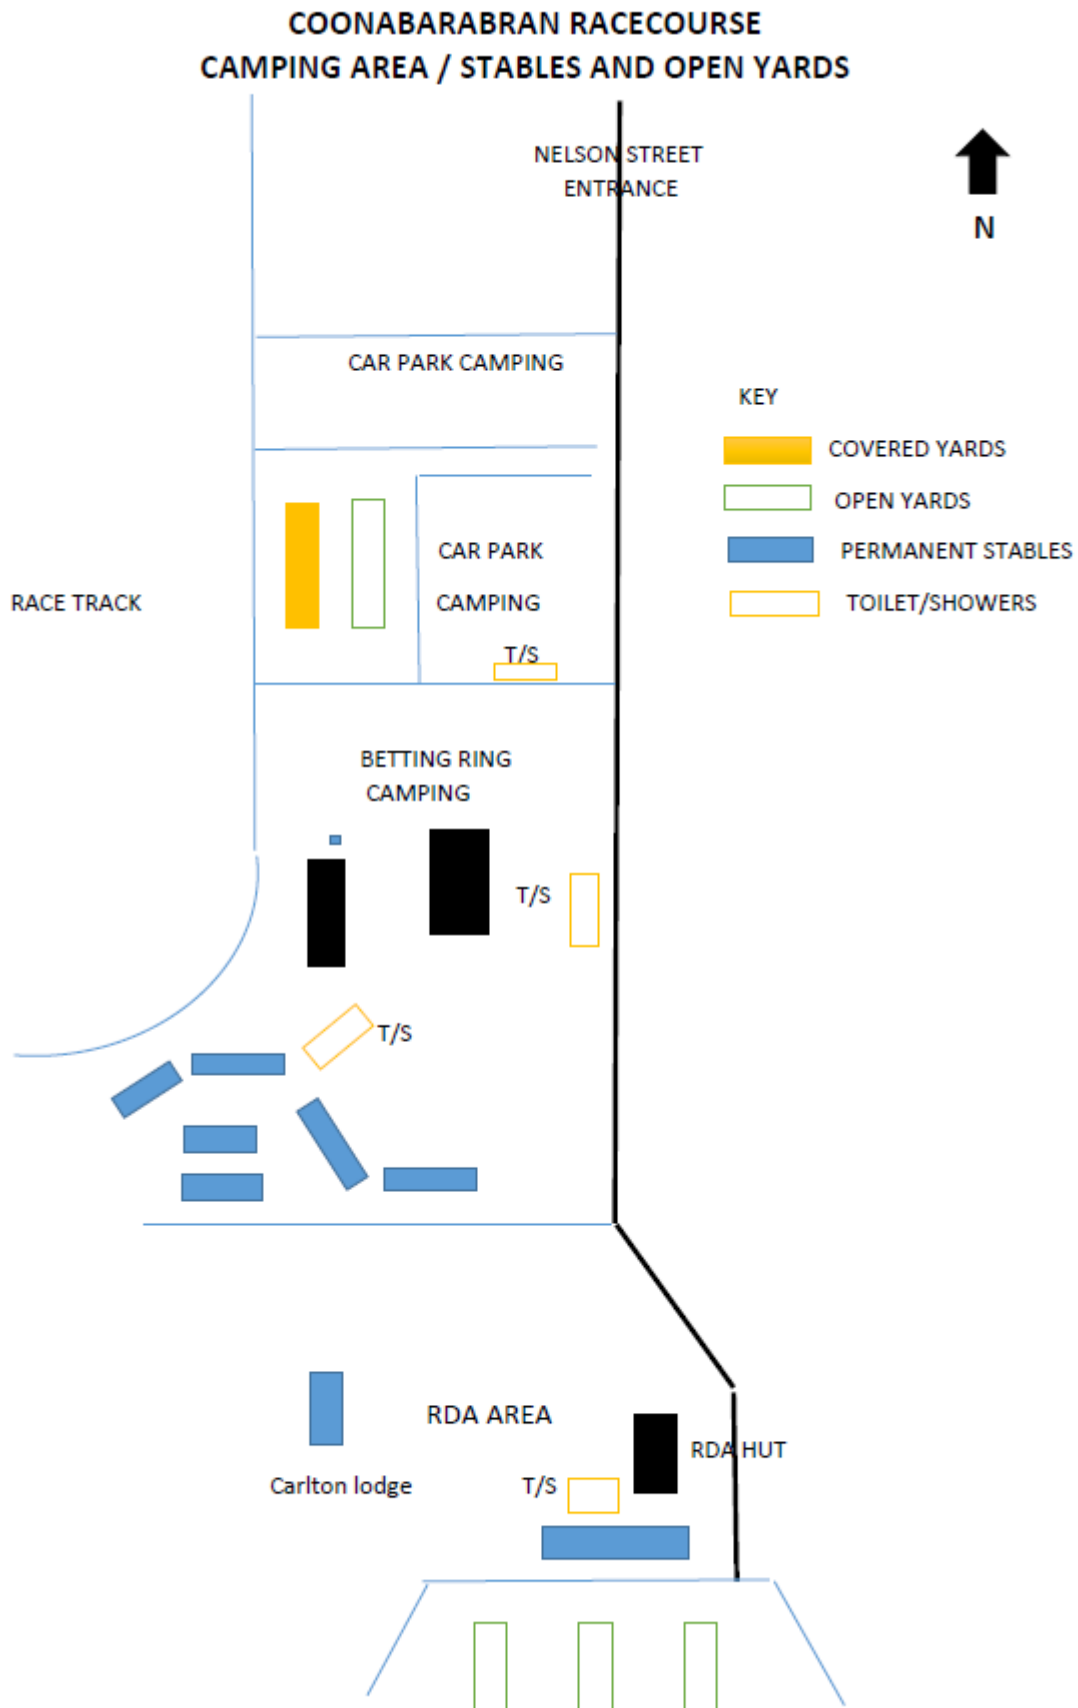 COONABARABRAN RACECOURSE
CAMPING AREA / STABLES AND OPEN YARDS
NELSON STREET
ENTRANCE
N
CAR PARK CAMPING
KEY
COVERED YARDS
OPEN YARDS
PERMANENT STABLES
TOILET/SHOWERS
RACE TRACK
CAR PARK
CAMPING
T/S
BETTING RING
CAMPING
T/S
T/S
RDA AREA
RDA HUT
Carlton lodge
T/S